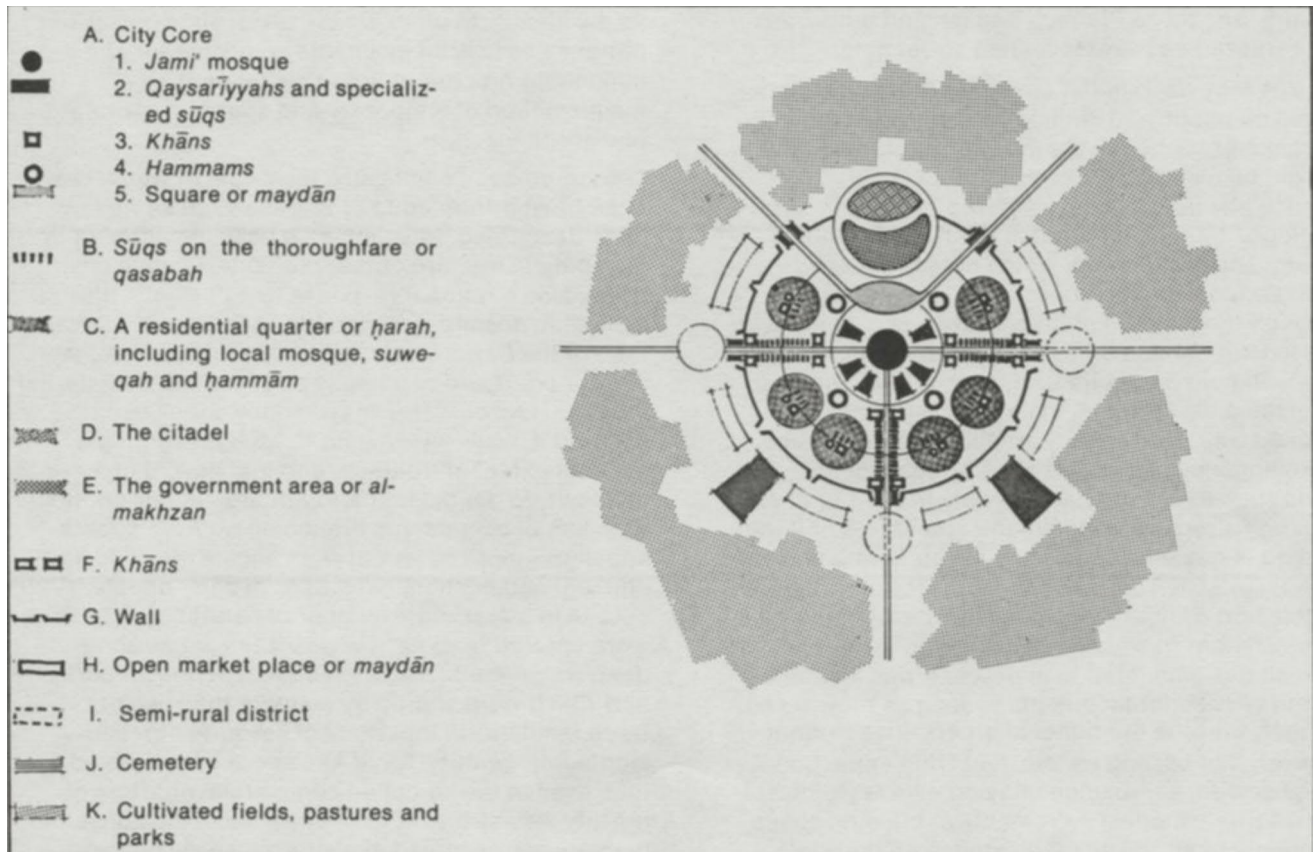 A. City Core
1. Jami' mosque
2. Qaysarīyyahs and specializ-
ed sūqs
3. Khāns
4. Hammams
5. Square or maydān
B. Sūqs on the thoroughfare or
qasabah
C. A residential quarter or ḥarah,
including local mosque, suwe-
qah and ḥammām
D. The citadel
E. The government area or al-
makhzan
F. Khāns
G. Wall
H. Open market place or maydān
I. Semi-rural district
J. Cemetery
K. Cultivated fields, pastures and
parks